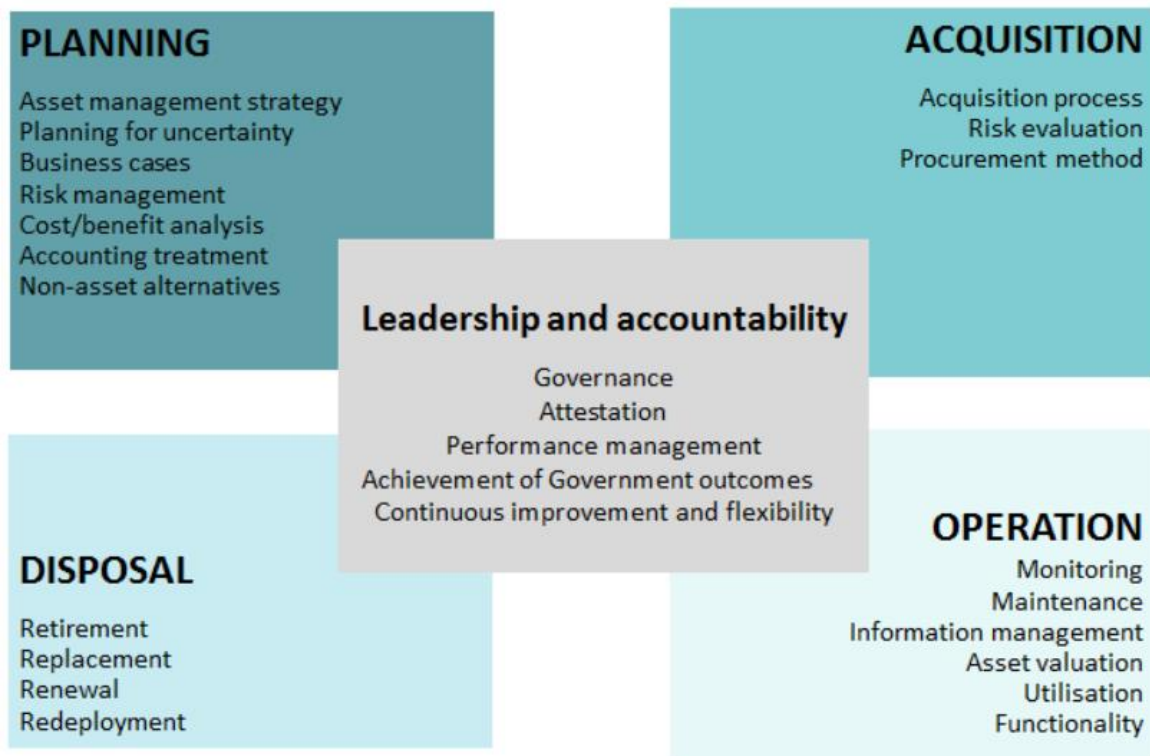 PLANNING
Asset management strategy
Planning for uncertainty
Business cases
Risk management
Cost/benefit analysis
Accounting treatment
Non-asset alternatives
ACQUISITION
Acquisition process
Risk evaluation
Procurement method
Leadership and accountability
Governance
Attestation
Performance management
Achievement of Government outcomes
Continuous improvement and flexibility
DISPOSAL
Retirement
Replacement
Renewal
Redeployment
OPERATION
Monitoring
Maintenance
Information management
Asset valuation
Utilisation
Functionality